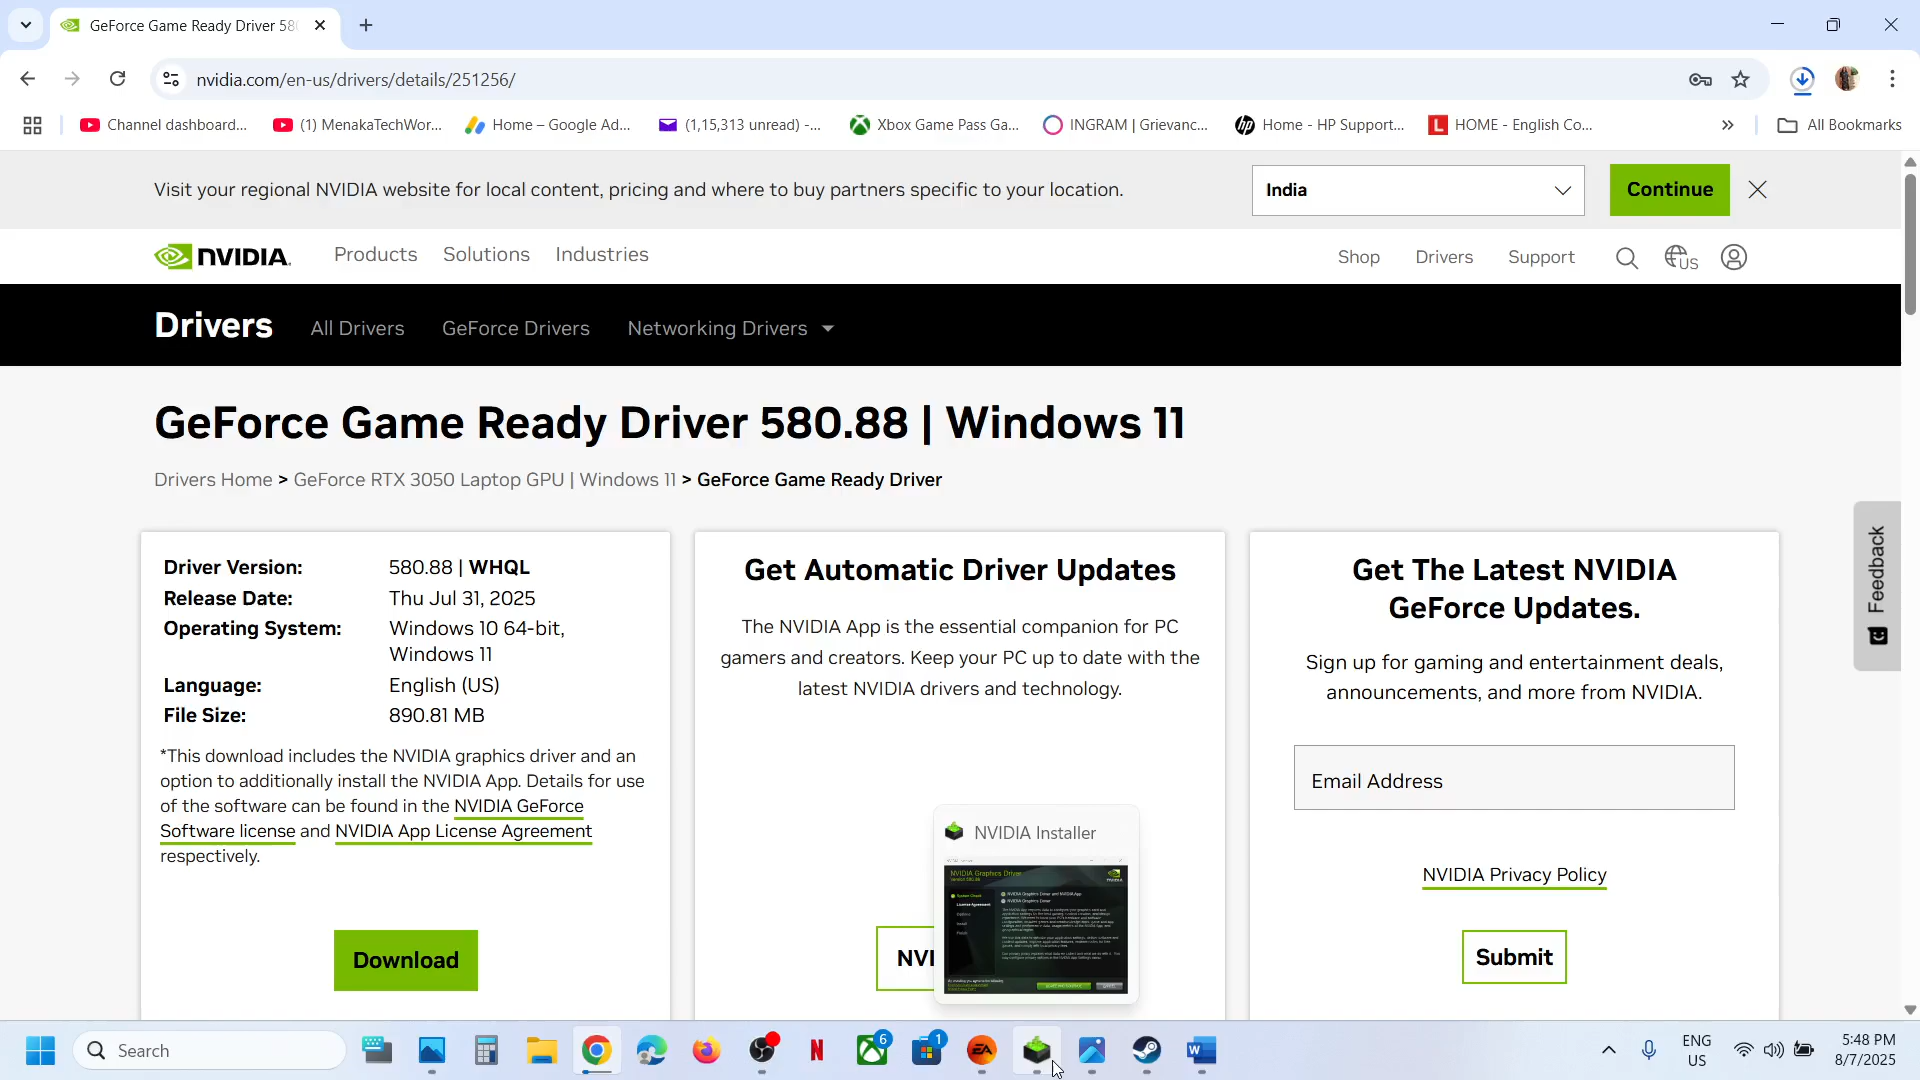 GeForce Game Ready Driver 58
nvidia.com/en-us/drivers/details/251256/
Channel dashboard...
(1) MenakaTechWor...
Home – Google Ad...
(1,15,313 unread) -...
Xbox Game Pass Ga...
INGRAM | Grievanc...
Home - HP Support...
HOME - English Co...
All Bookmarks
Visit your regional NVIDIA website for local content, pricing and where to buy partners specific to your location.
India
Continue
NVIDIA.
Products
Solutions
Industries
Shop
Drivers
Support
US
Drivers
All Drivers
GeForce Drivers
Networking Drivers
GeForce Game Ready Driver 580.88 | Windows 11
Drivers Home > GeForce RTX 3050 Laptop GPU | Windows 11 > GeForce Game Ready Driver
Driver Version: 580.88 | WHQL
Release Date: Thu Jul 31, 2025
Operating System: Windows 10 64-bit,
Windows 11
Language: English (US)
File Size: 890.81 MB
*This download includes the NVIDIA graphics driver and an
option to additionally install the NVIDIA App. Details for use
of the software can be found in the NVIDIA GeForce
Software license and NVIDIA App License Agreement
respectively.
Download
Get Automatic Driver Updates
The NVIDIA App is the essential companion for PC
gamers and creators. Keep your PC up to date with the
latest NVIDIA drivers and technology.
NVI
NVIDIA Installer
NVIDIA Graphics Driver
Get The Latest NVIDIA
GeForce Updates.
Sign up for gaming and entertainment deals,
announcements, and more from NVIDIA.
Email Address
NVIDIA Privacy Policy
Submit
Feedback
Search
6
1
ENG
US
5:48 PM
8/7/2025